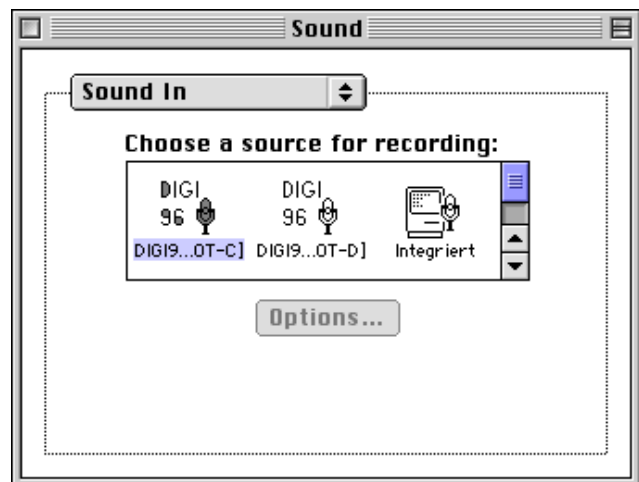 Sound
Sound In
Choose a source for recording:
DIGI 96
DIGI9...OT-C]
DIGI 96
DIGI9...OT-D]
Integriert
Options...